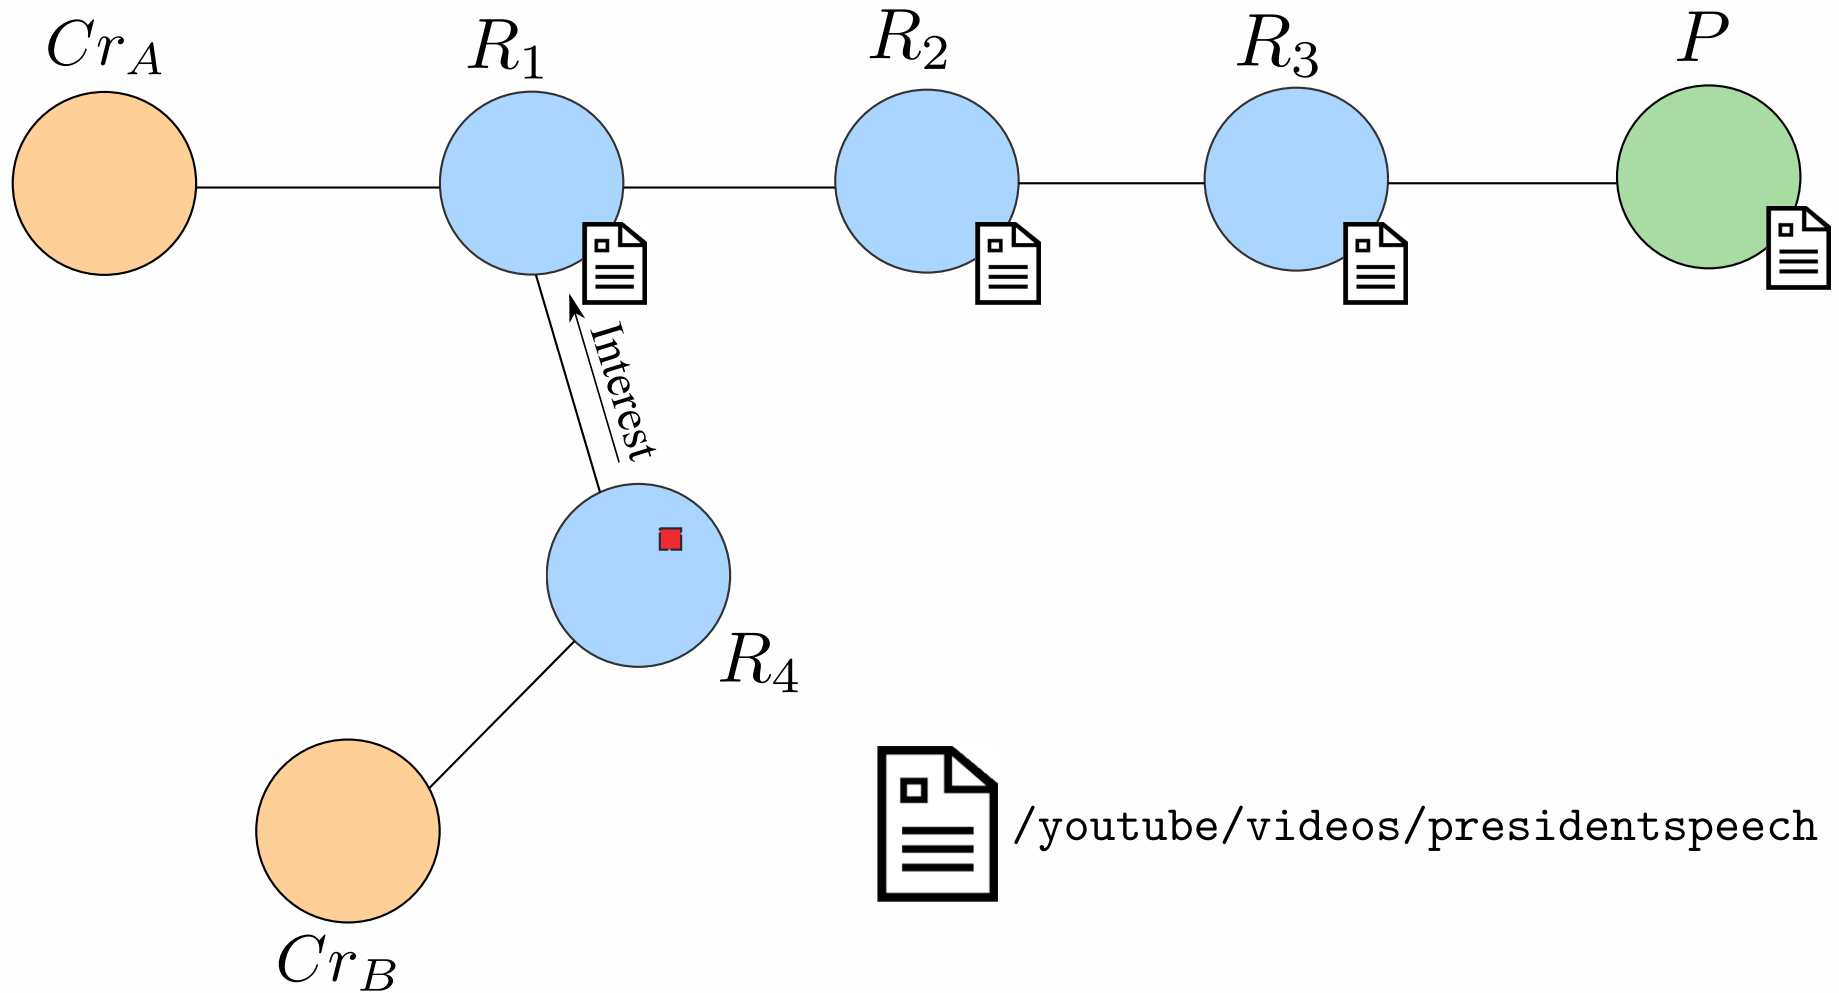 Cr_A
R_1
R_2
R_3
P
Interest
R_4
/youtube/videos/presidentspeech
Cr_B